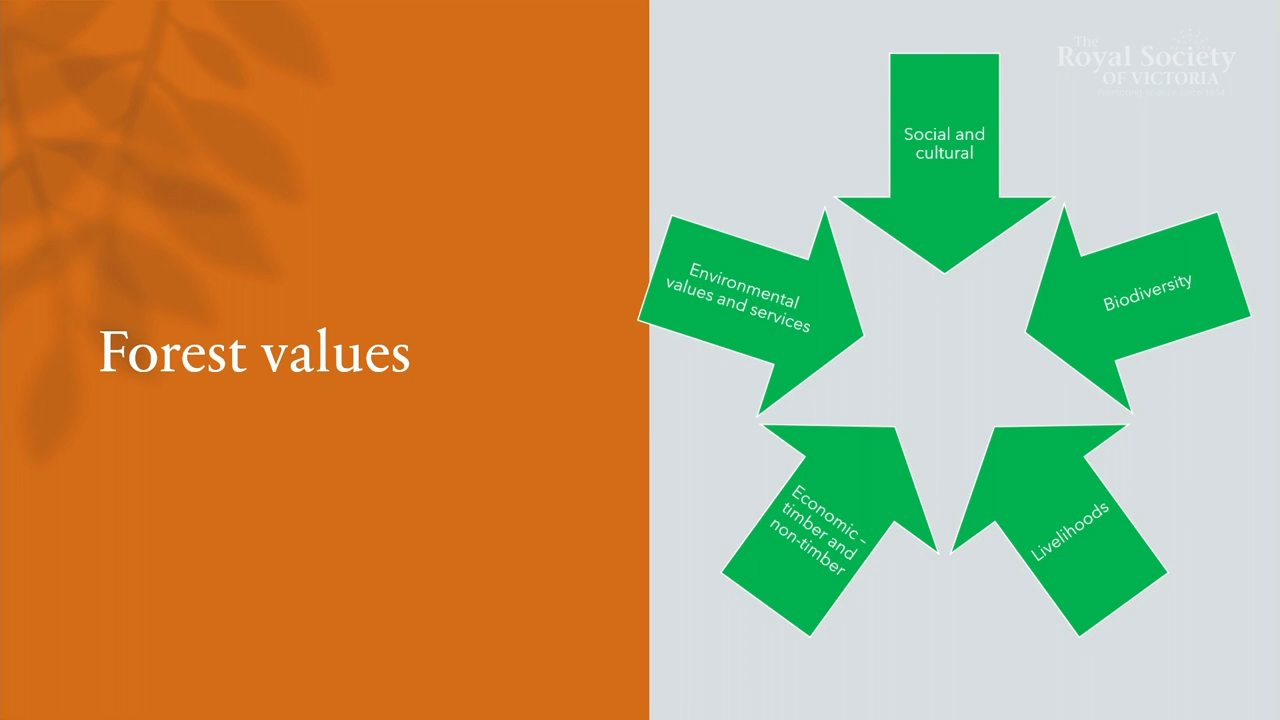 Forest values
The
Royal Society
OF VICTORIA
Social and
cultural
Biodiversity
Livelihoods
Economic –
timber and
non-timber
Environmental
values and services